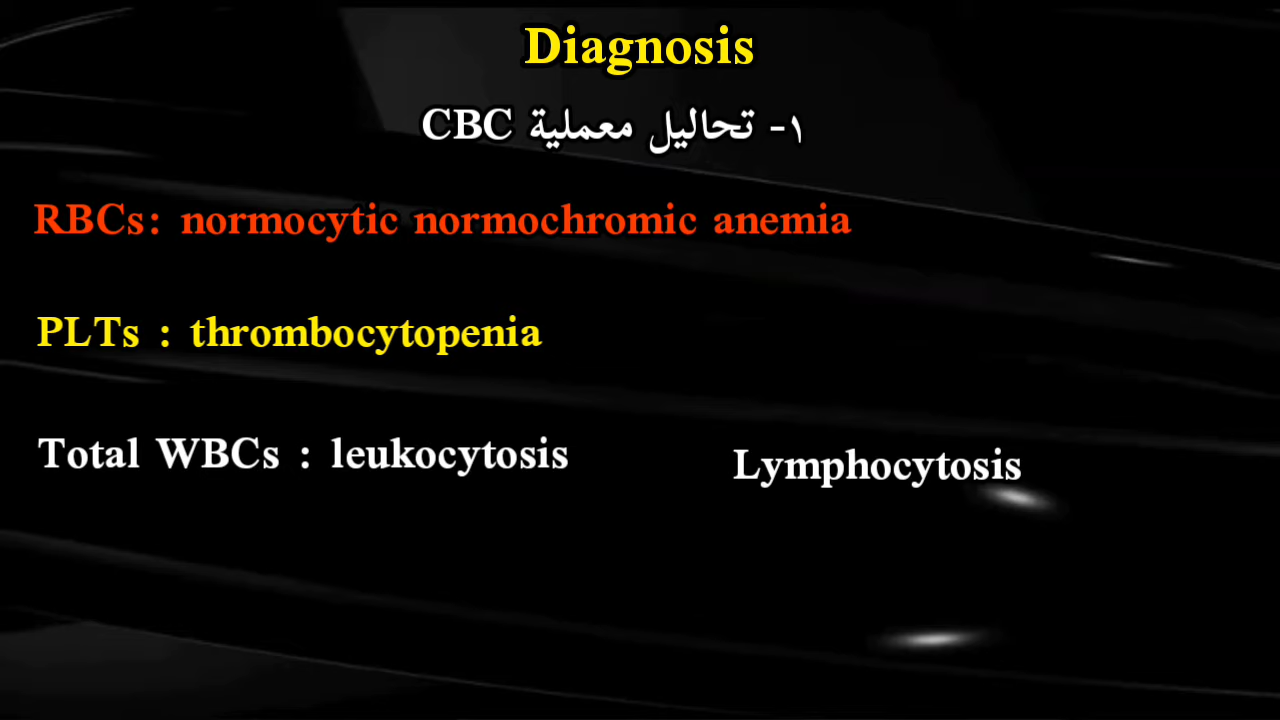 Diagnosis
١- تحاليل معملية CBC
RBCs: normocytic normochromic anemia
PLTs : thrombocytopenia
Total WBCs : leukocytosis
Lymphocytosis